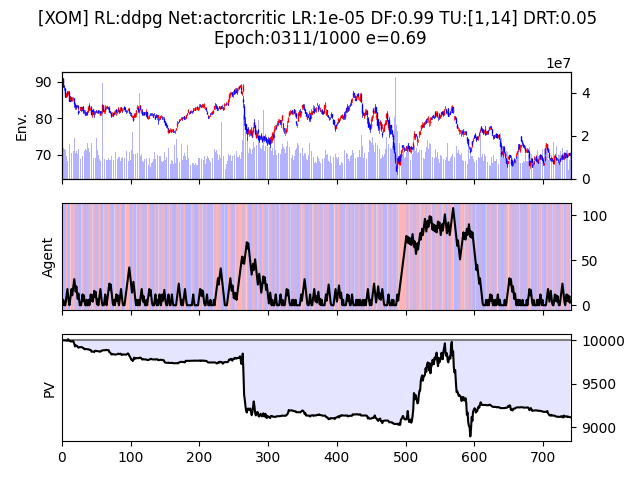 [XOM] RL:ddpg Net:actorcritic LR:1e-05 DF:0.99 TU:[1,14] DRT:0.05
Epoch:0311/1000 e=0.69
1e7
Env.
90
80
70
4
2
0
Agent
100
50
0
PV
10000
9500
9000
0 100 200 300 400 500 600 700